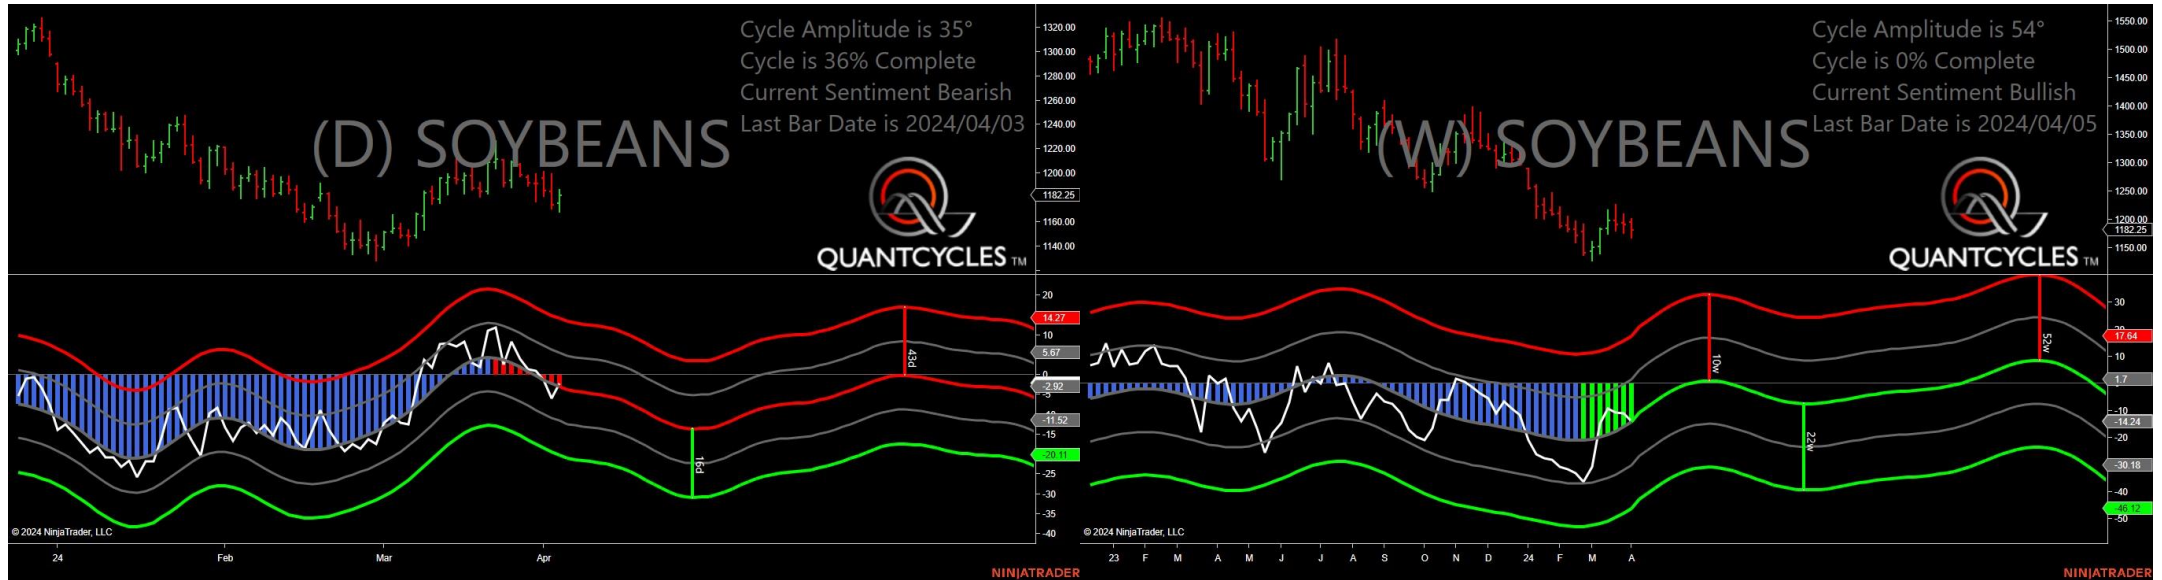 Cycle Amplitude is 35°
Cycle is 36% Complete
Current Sentiment Bearish
Last Bar Date is 2024/04/03
(D) SOYBEANS
QUANTCYCLES TM
1320.00
1300.00
1280.00
1260.00
1240.00
1220.00
1200.00
1182.25
1160.00
1140.00
20
14.27
10
5.67
0
-2.92
-5
-11.52
-15
-20.11
-25
-30
-35
-40
43d
16d
© 2024 NinjaTrader, LLC
24 Feb Mar Apr
NINJATRADER
Cycle Amplitude is 54°
Cycle is 0% Complete
Current Sentiment Bullish
Last Bar Date is 2024/04/05
(W) SOYBEANS
QUANTCYCLES TM
1550.00
1500.00
1450.00
1400.00
1350.00
1300.00
1250.00
1200.00
1182.25
1150.00
30
17.64
10
1.7
-10
-14.24
-20
-30.18
-40
-46.12
-50
10w
22w
52w
© 2024 NinjaTrader, LLC
23 F M A M J J A S O N D 24 F M A
NINJATRADER